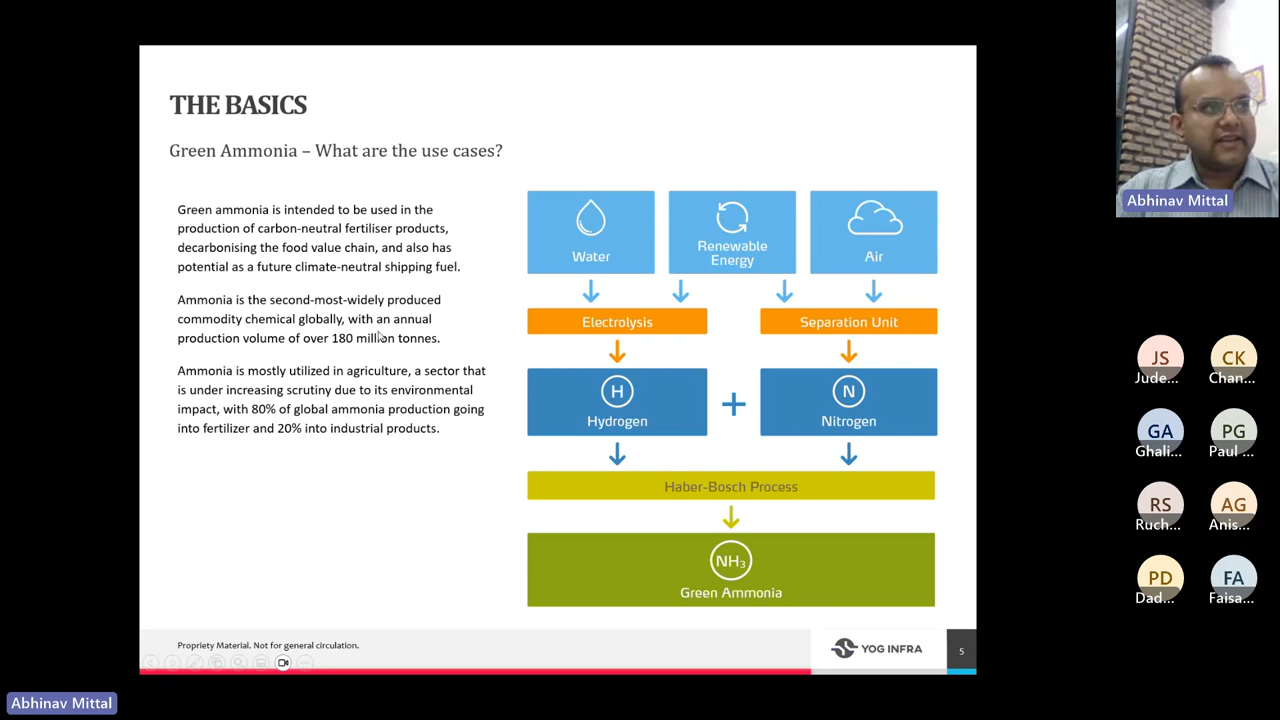 THE BASICS
Green Ammonia – What are the use cases?
Green ammonia is intended to be used in the
production of carbon-neutral fertiliser products,
decarbonising the food value chain, and also has
potential as a future climate-neutral shipping fuel.
Ammonia is the second-most-widely produced
commodity chemical globally, with an annual
production volume of over 180 million tonnes.
Ammonia is mostly utilized in agriculture, a sector that
is under increasing scrutiny due to its environmental
impact, with 80% of global ammonia production going
into fertilizer and 20% into industrial products.
Water
Renewable
Energy
Air
Electrolysis
Separation Unit
H
Hydrogen
+
N
Nitrogen
Haber-Bosch Process
NH₃
Green Ammonia
Propriety Material. Not for general circulation.
YOG INFRA
5
Abhinav Mittal
JS
Jude...
CK
Chan...
GA
Ghali...
PG
Paul ...
RS
Ruch...
AG
Anis...
PD
Dad...
FA
Faisa...
Abhinav Mittal